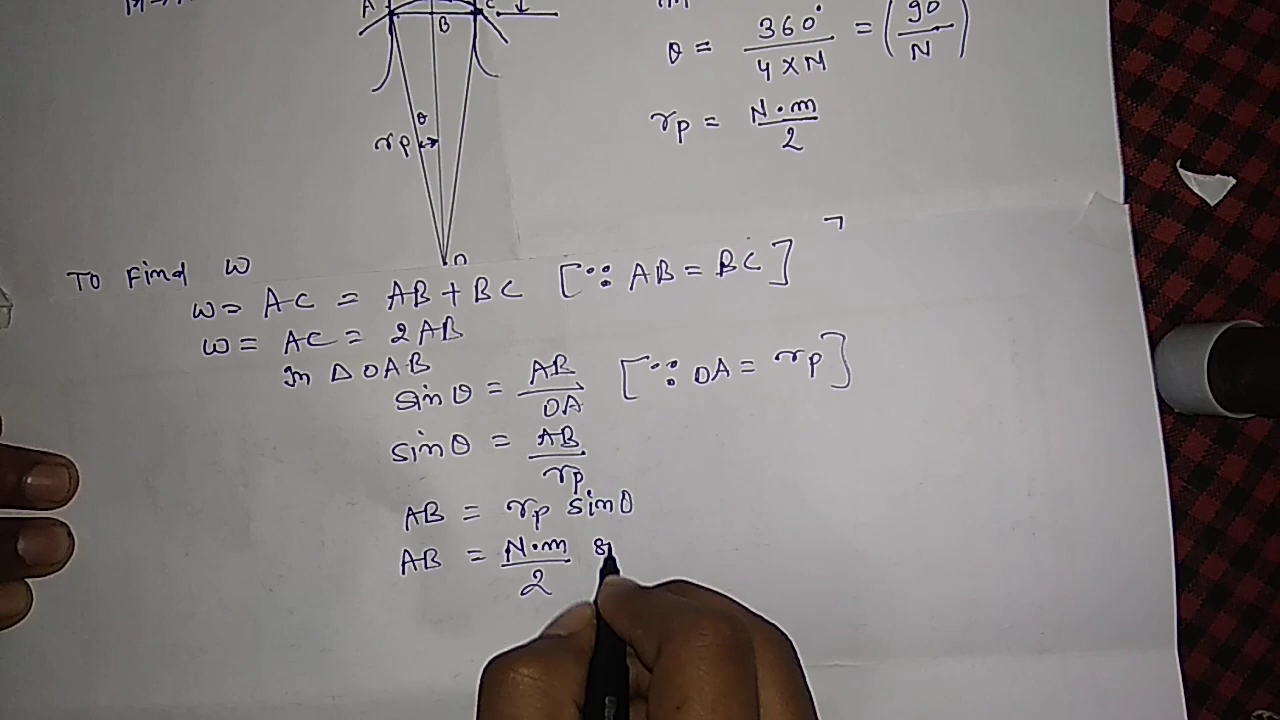 A B C
θ = 360° / 4 × N = (90 / N)
rp = N·m / 2
θ
rp
O
To Find W
W = AC = AB + BC [∵ AB = BC]
W = AC = 2AB
In Δ OAB
sin θ = AB / OA [∵ OA = rp]
sin θ = AB / rp
AB = rp sin θ
AB = N·m / 2 s